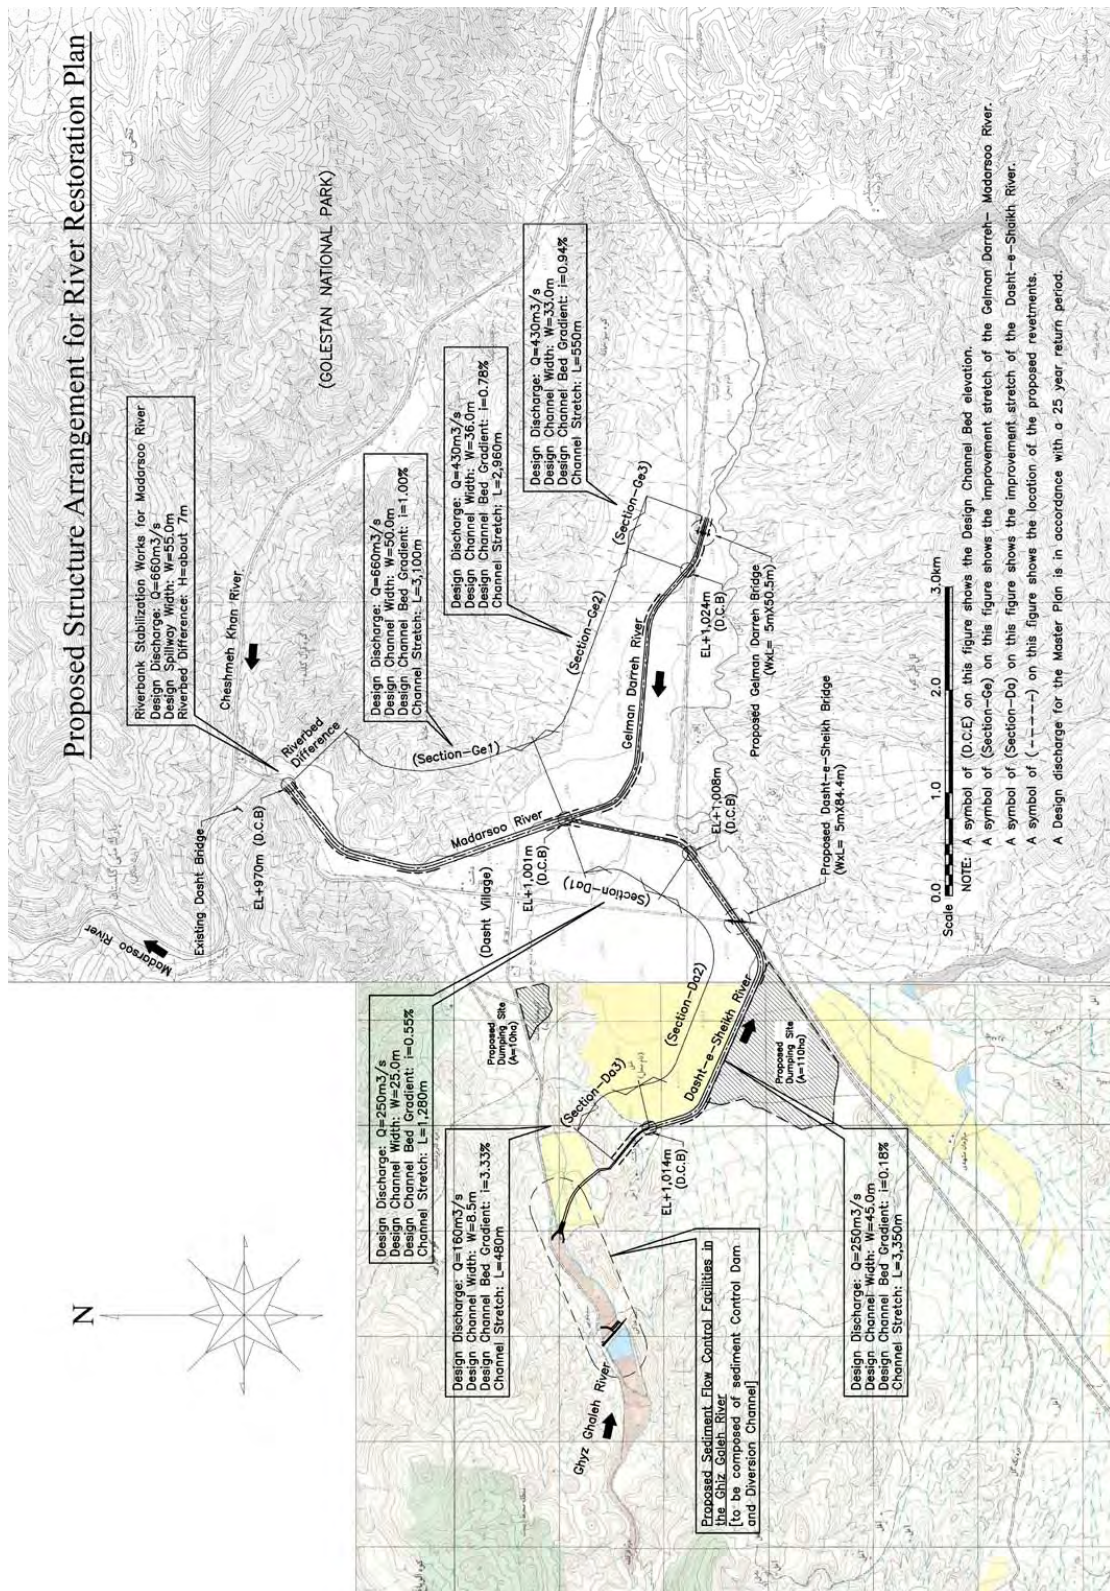 Proposed Structure Arrangement for River Restoration Plan
N
(GOLESTAN NATIONAL PARK)
Riverbank Stabilization Works for Madarsoo River
Design Discharge: Q=660m3/s
Design Spillway Width: W=55.0m
Riverbed Difference: H=about 7m
Cheshmeh Khan River
Madarsoo River
Existing Dasht Bridge
EL+970m (D.C.B)
Riverbed
Difference
Design Discharge: Q=660m3/s
Design Channel Width: W=50.0m
Design Channel Bed Gradient: i=1.00%
Channel Stretch: L=3,100m
(Section-Ge1)
Design Discharge: Q=430m3/s
Design Channel Width: W=36.0m
Design Channel Bed Gradient: i=0.78%
Channel Stretch: L=2,960m
(Section-Ge2)
Design Discharge: Q=430m3/s
Design Channel Width: W=33.0m
Design Channel Bed Gradient: i=0.94%
Channel Stretch: L=550m
(Section-Ge3)
Madarsoo River
(Dasht Village)
EL+1,001m
(D.C.B)
Gelman Darreh River
EL+1,024m
(D.C.B)
Proposed Gelman Darreh Bridge
(WxL= 5mX50.5m)
EL+1,008m
(D.C.B)
Proposed Dasht-e-Sheikh Bridge
(WxL= 5mX84.4m)
(Section-Da1)
Design Discharge: Q=250m3/s
Design Channel Width: W=25.0m
Design Channel Bed Gradient: i=0.55%
Channel Stretch: L=1,280m
Proposed
Dumping Site
(A=10ha)
(Section-Da2)
Dasht-e-Sheikh River
(Section-Da3)
Proposed
Dumping Site
(A=110ha)
Design Discharge: Q=160m3/s
Design Channel Width: W=8.5m
Design Channel Bed Gradient: i=3.33%
Channel Stretch: L=480m
EL+1,014m
(D.C.B)
Design Discharge: Q=250m3/s
Design Channel Width: W=45.0m
Design Channel Bed Gradient: i=0.18%
Channel Stretch: L=3,350m
Ghyz Ghaleh River
Proposed Sediment Flow Control Facilities in
the Ghiz Galeh River
[to be composed of sediment Control Dam
and Diversion Channel]
Scale
0.0 1.0 2.0 3.0km
NOTE: A symbol of (D.C.E) on this figure shows the Design Channel Bed elevation.
A symbol of (Section-Ge) on this figure shows the improvement stretch of the Gelman Darreh- Madarsoo River.
A symbol of (Section-Da) on this figure shows the improvement stretch of the Dasht-e-Shaikh River.
A symbol of (-----) on this figure shows the location of the proposed revetments.
A Design discharge for the Master Plan is in accordance with a 25 year return period.